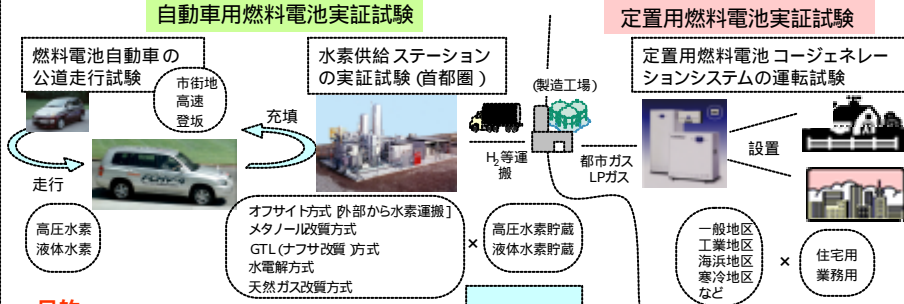 自動車用燃料電池実証試験
定置用燃料電池実証試験
燃料電池自動車の
公道走行試験
市街地
高速
登坂
走行
高圧水素
液体水素
充填
水素供給ステーション
の実証試験(首都圏)
オフサイト方式[外部から水素運搬]
メタノール改質方式
GTL(ナフサ改質)方式
水電解方式
天然ガス改質方式
×
高圧水素貯蔵
液体水素貯蔵
H2等運
搬
(製造工場)
都市ガス
LPガス
定置用燃料電池コージェネレー
ションシステムの運転試験
設置
一般地区
工業地区
海浜地区
寒冷地区
など
×
住宅用
業務用
目的